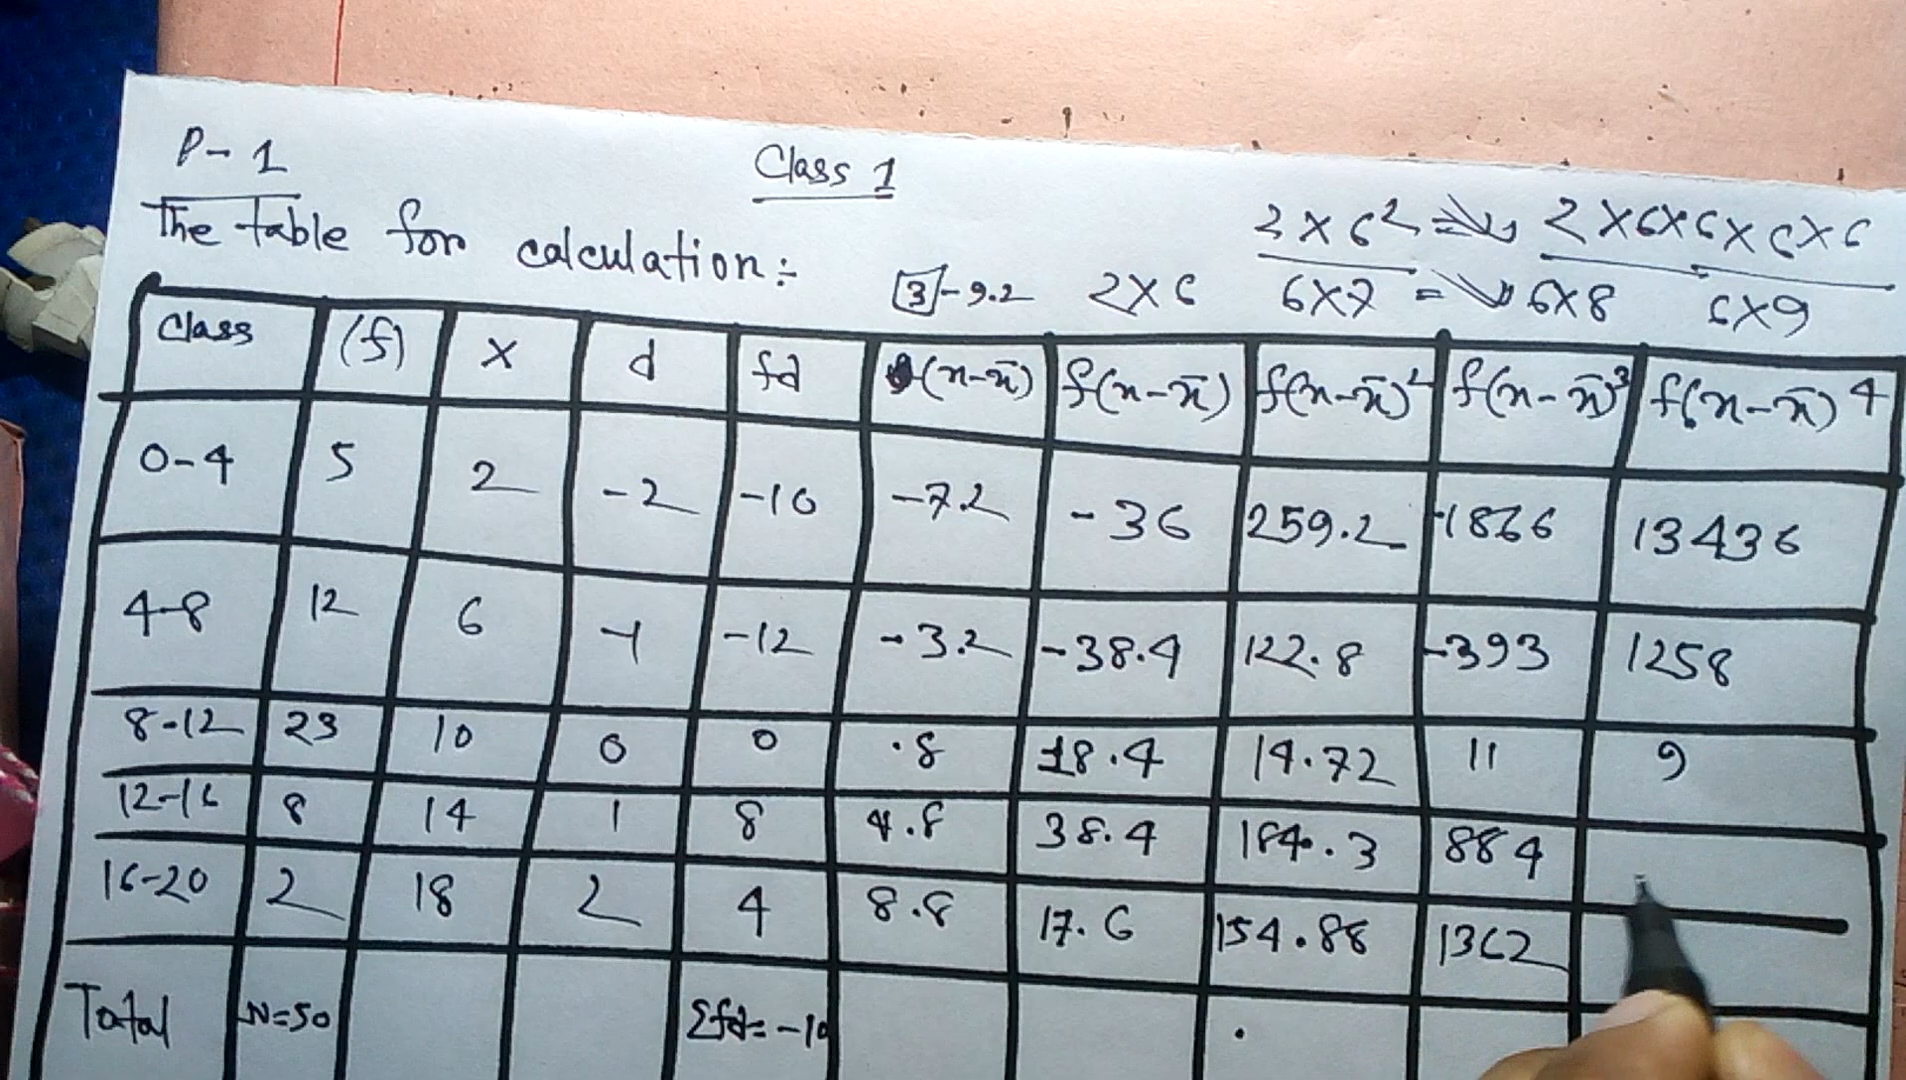 P-1
Class 1
The table for calculation:
3-9.2 2×6
2×6² = 2×6×6×6×6
6×7 = 6×8 6×9
Class (f) x d fd (x-x̄) f(x-x̄) f(x-x̄)² f(x-x̄)³ f(x-x̄)⁴
0-4 5 2 -2 -10 -7.2 -36 259.2 -1866 13436
4-8 12 6 -1 -12 -3.2 -38.4 122.8 -393 1258
8-12 23 10 0 0 .8 18.4 14.72 11 9
12-16 8 14 1 8 4.8 38.4 184.3 884
16-20 2 18 2 4 8.8 17.6 154.88 1362
Total N=50 Σfd=-10